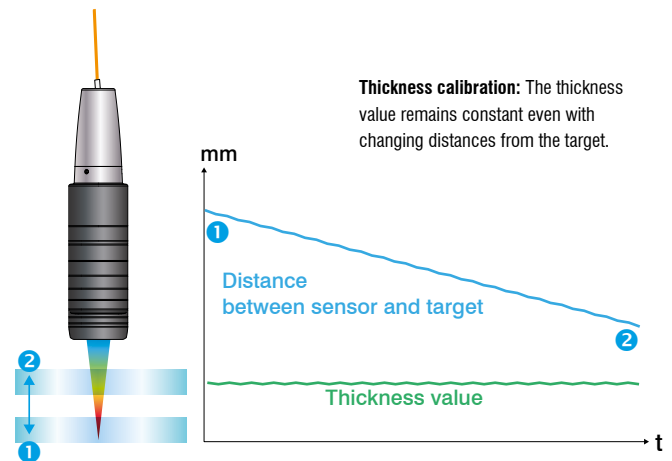 Thickness calibration: The thickness
value remains constant even with
changing distances from the target.
mm
1
Distance
between sensor and target
2
2
Thickness value
1
t